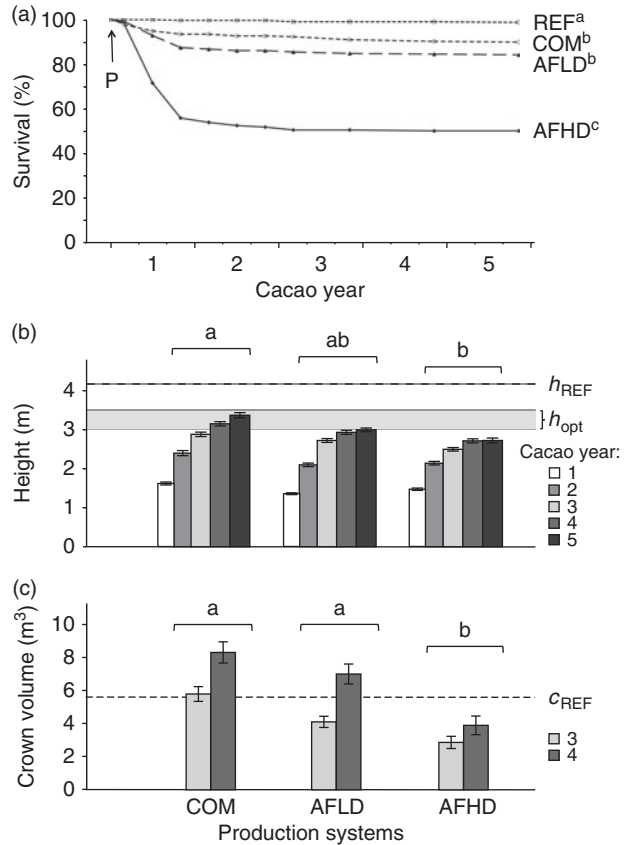 (a)
100
80
60
40
20
0
Survival (%)
P
REFᵃ
COMᵇ
AFLDᵇ
AFHDᶜ
1 2 3 4 5
Cacao year
(b)
a ab b
4
3
2
1
0
Height (m)
hREF
hopt
Cacao year:
1
2
3
4
5
(c)
a a b
10
8
6
4
2
0
Crown volume (m³)
cREF
3
4
COM AFLD AFHD
Production systems